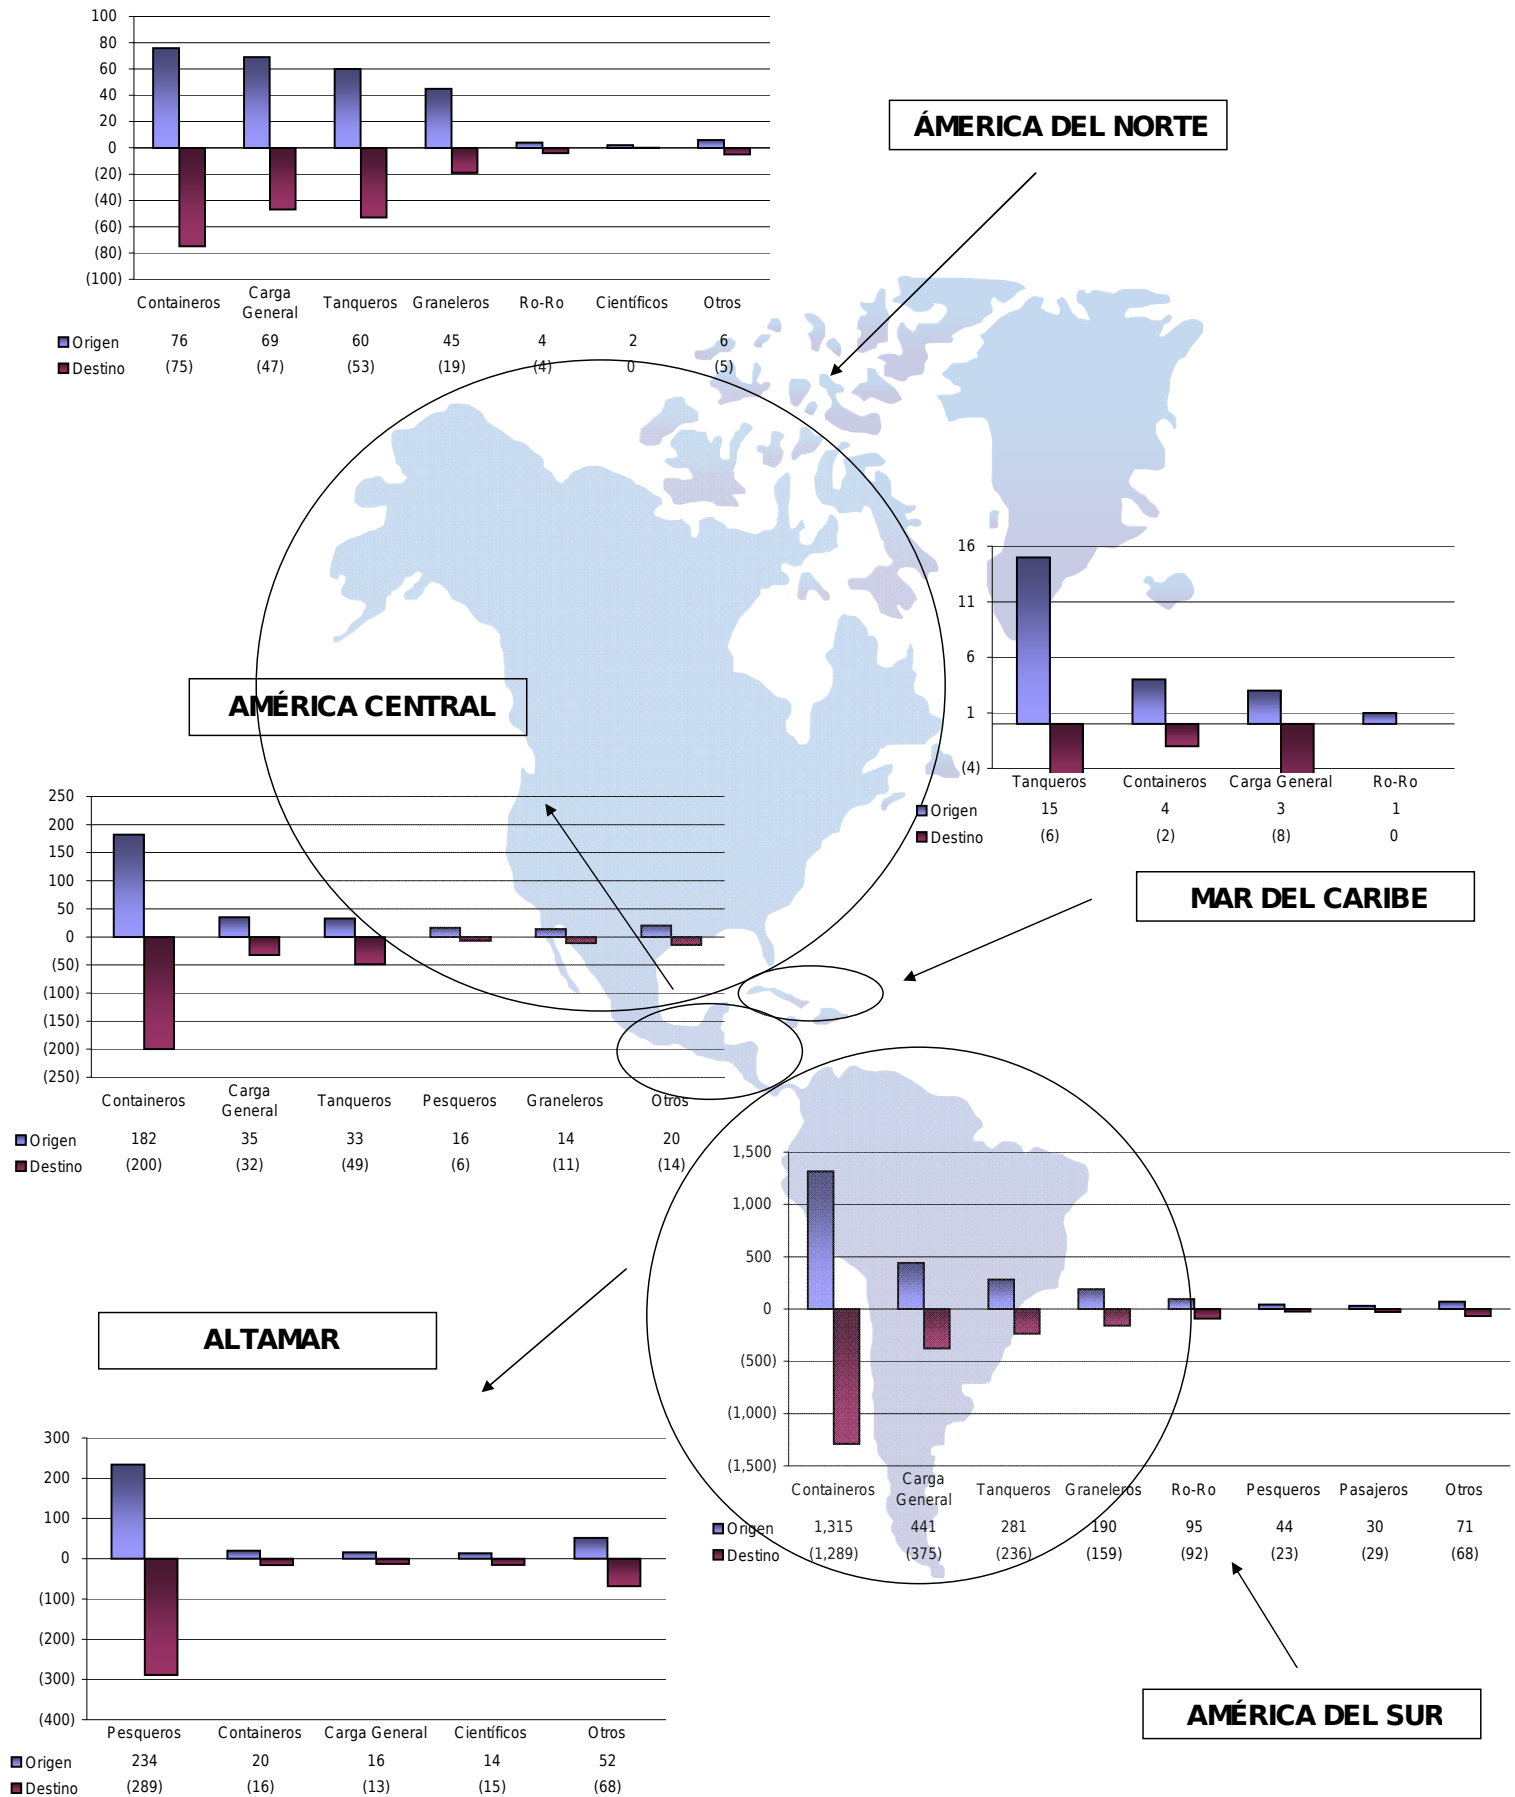 100
80
60
40
20
0
(20)
(40)
(60)
(80)
(100)
Containeros Carga General Tanqueros Graneleros Ro-Ro Científicos Otros
Origen 76 69 60 45 4 2 6
Destino (75) (47) (53) (19) (4) 0 (5)
ÁMERICA DEL NORTE
16
11
6
1
(4)
Tanqueros Containeros Carga General Ro-Ro
Origen 15 4 3 1
Destino (6) (2) (8) 0
MAR DEL CARIBE
AMÉRICA CENTRAL
250
200
150
100
50
0
(50)
(100)
(150)
(200)
(250)
Containeros Carga General Tanqueros Pesqueros Graneleros Otros
Origen 182 35 33 16 14 20
Destino (200) (32) (49) (6) (11) (14)
1,500
1,000
500
0
(500)
(1,000)
(1,500)
Containeros Carga General Tanqueros Graneleros Ro-Ro Pesqueros Pasajeros Otros
Origen 1,315 441 281 190 95 44 30 71
Destino (1,289) (375) (236) (159) (92) (23) (29) (68)
ALTAMAR
300
200
100
0
(100)
(200)
(300)
(400)
Pesqueros Containeros Carga General Científicos Otros
Origen 234 20 16 14 52
Destino (289) (16) (13) (15) (68)
AMÉRICA DEL SUR